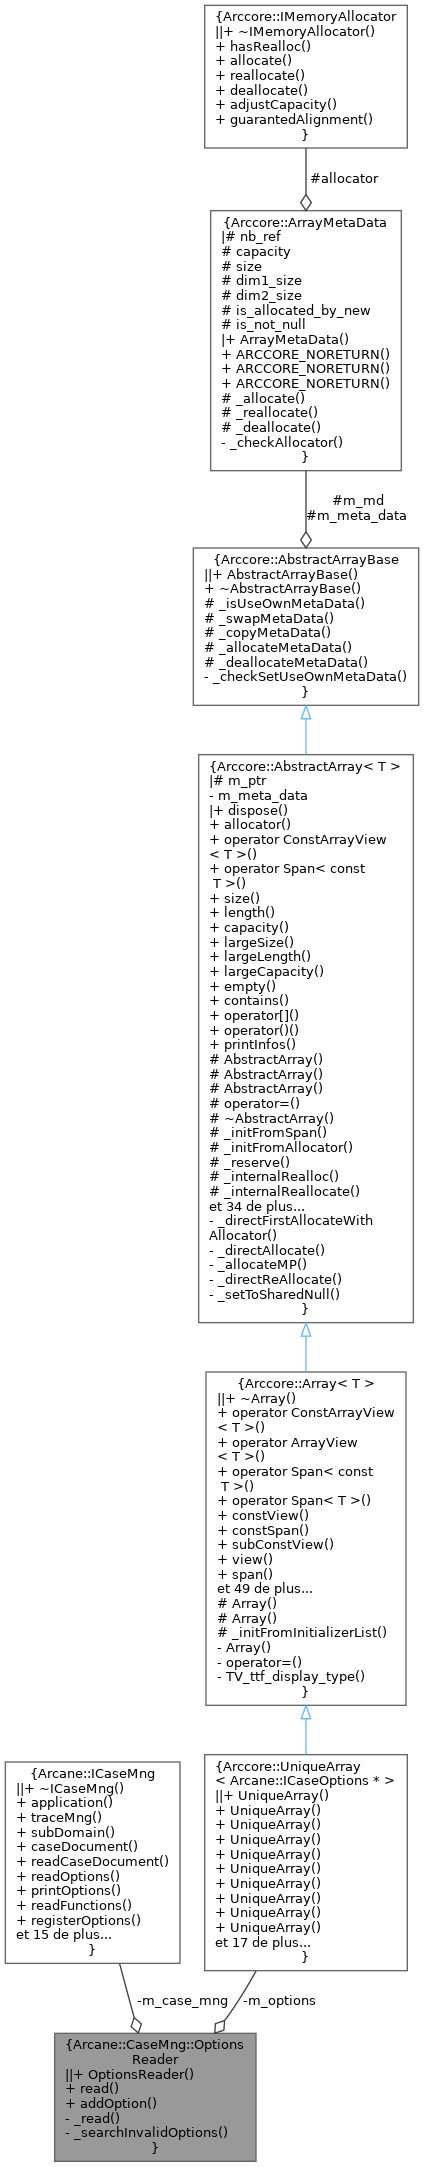 {Arccore::IMemoryAllocator
||+ ~IMemoryAllocator()
+ hasRealloc()
+ allocate()
+ reallocate()
+ deallocate()
+ adjustCapacity()
+ guarantedAlignment()
}
#allocator
{Arccore::ArrayMetaData
|# nb_ref
# capacity
# size
# dim1_size
# dim2_size
# is_allocated_by_new
# is_not_null
|+ ArrayMetaData()
+ ARCCORE_NORETURN()
+ ARCCORE_NORETURN()
+ ARCCORE_NORETURN()
# _allocate()
# _reallocate()
# _deallocate()
- _checkAllocator()
}
#m_md
#m_meta_data
{Arccore::AbstractArrayBase
||+ AbstractArrayBase()
+ ~AbstractArrayBase()
# _isUseOwnMetaData()
# _swapMetaData()
# _copyMetaData()
# _allocateMetaData()
# _deallocateMetaData()
- _checkSetUseOwnMetaData()
}
{Arccore::AbstractArray< T >
|# m_ptr
- m_meta_data
|+ dispose()
+ allocator()
+ operator ConstArrayView
< T >()
+ operator Span< const
T >()
+ size()
+ length()
+ capacity()
+ largeSize()
+ largeLength()
+ largeCapacity()
+ empty()
+ contains()
+ operator[]()
+ operator()()
+ printInfos()
# AbstractArray()
# AbstractArray()
# AbstractArray()
# operator=()
# ~AbstractArray()
# _initFromSpan()
# _initFromAllocator()
# _reserve()
# _internalRealloc()
# _internalReallocate()
et 34 de plus...
- _directFirstAllocateWith
Allocator()
- _directAllocate()
- _allocateMP()
- _directReAllocate()
- _setToSharedNull()
}
{Arccore::Array< T >
||+ ~Array()
+ operator ConstArrayView
< T >()
+ operator ArrayView
< T >()
+ operator Span< const
T >()
+ operator Span< T >()
+ constView()
+ constSpan()
+ subConstView()
+ view()
+ span()
et 49 de plus...
# Array()
# Array()
# _initFromInitializerList()
- Array()
- operator=()
- TV_ttf_display_type()
}
{Arcane::ICaseMng
||+ ~ICaseMng()
+ application()
+ traceMng()
+ subDomain()
+ caseDocument()
+ readCaseDocument()
+ readOptions()
+ printOptions()
+ readFunctions()
+ registerOptions()
et 15 de plus...
}
{Arccore::UniqueArray
< Arcane::ICaseOptions * >
||+ UniqueArray()
+ UniqueArray()
+ UniqueArray()
+ UniqueArray()
+ UniqueArray()
+ UniqueArray()
+ UniqueArray()
+ UniqueArray()
+ UniqueArray()
+ UniqueArray()
et 17 de plus...
}
-m_case_mng
-m_options
{Arcane::CaseMng::Options
Reader
||+ OptionsReader()
+ read()
+ addOption()
- _read()
- _searchInvalidOptions()
}